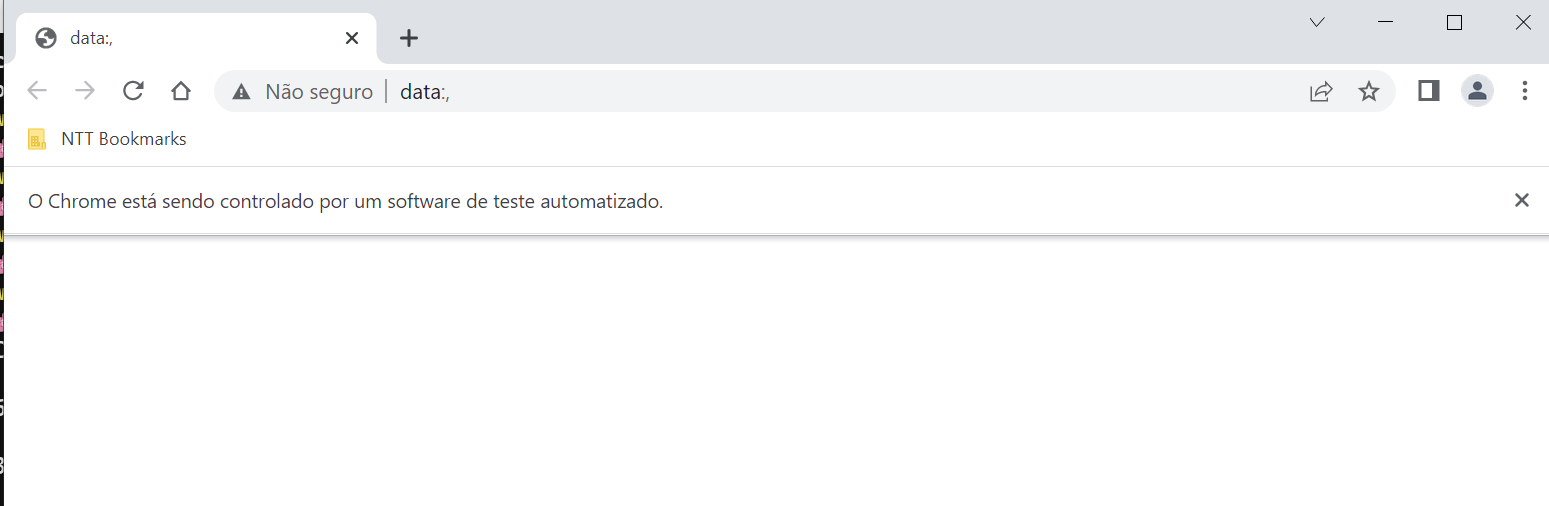 data:,
Não seguro | data:,
NTT Bookmarks
O Chrome está sendo controlado por um software de teste automatizado.